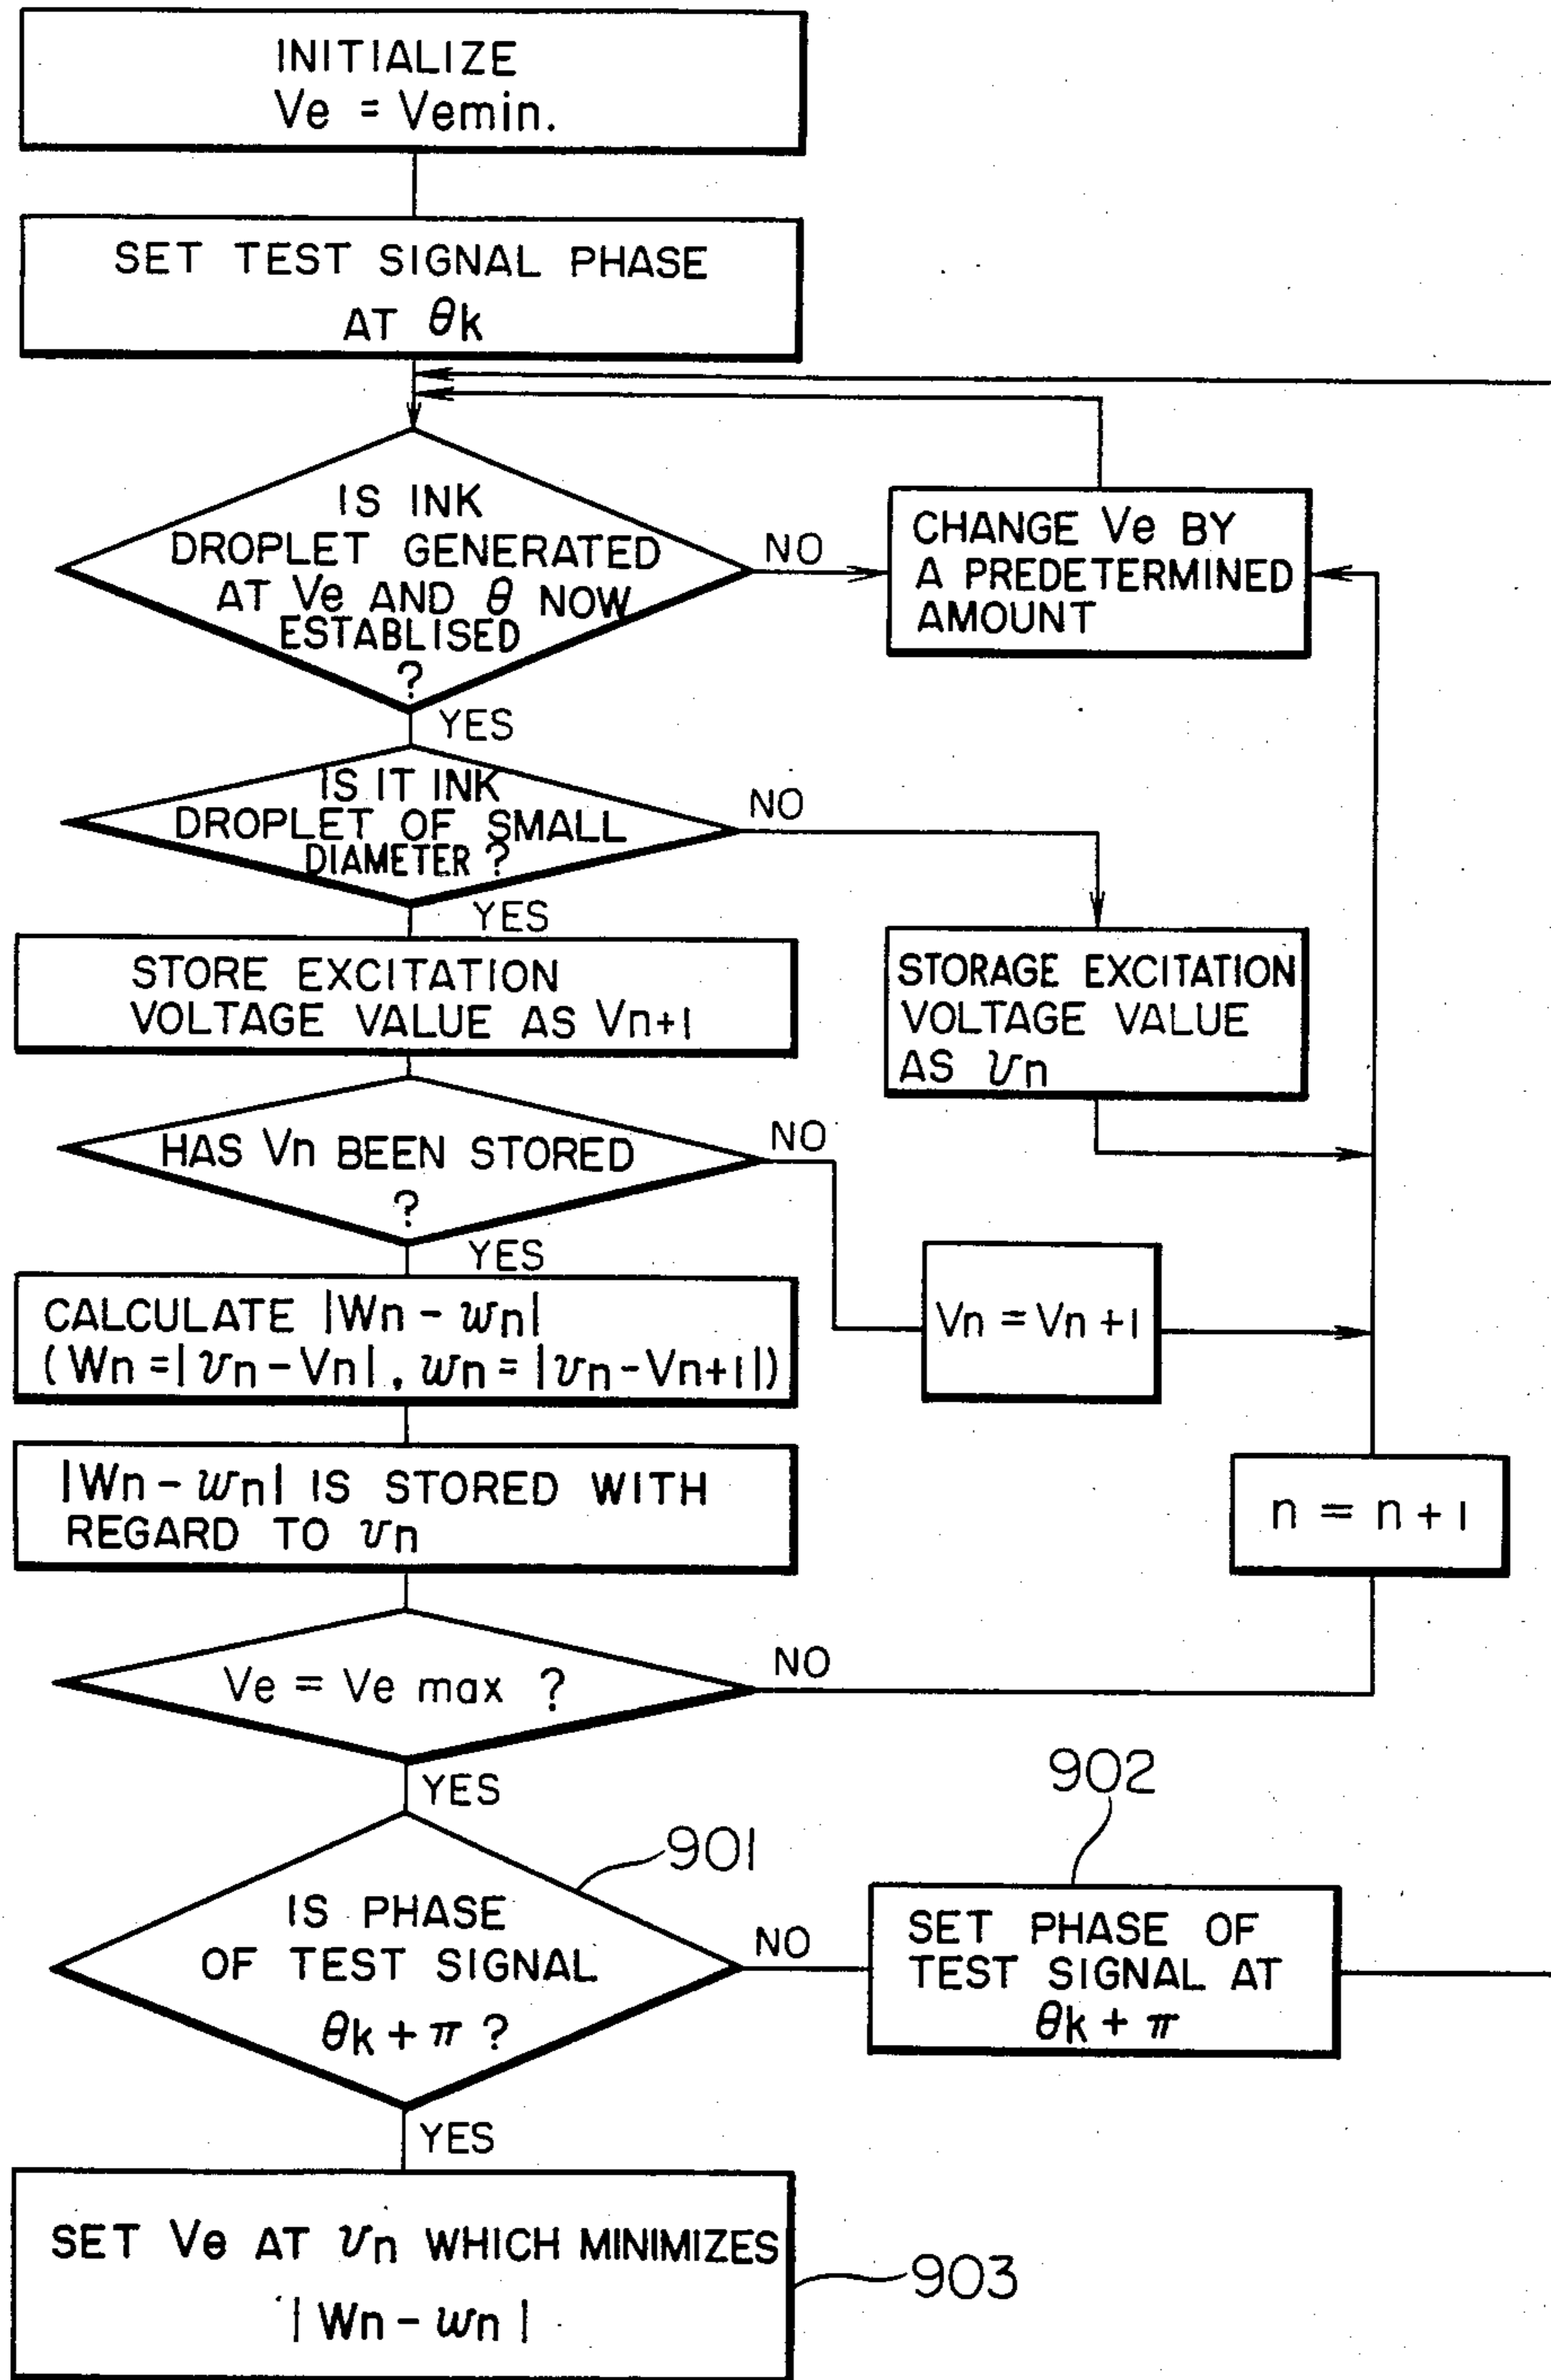 INITIALIZE
Ve = Vemin.
SET TEST SIGNAL PHASE
AT θk
IS INK
DROPLET GENERATED
AT Ve AND θ NOW
ESTABLISED
?
NO
CHANGE Ve BY
A PREDETERMINED
AMOUNT
YES
IS IT INK
DROPLET OF SMALL
DIAMETER ?
NO
YES
STORE EXCITATION
VOLTAGE VALUE AS Vn+1
STORAGE EXCITATION
VOLTAGE VALUE
AS vn
HAS Vn BEEN STORED
?
NO
YES
Vn = Vn+1
CALCULATE |Wn - wn|
(Wn =|vn-Vn|, wn = |vn-Vn+1|)
|Wn - wn| IS STORED WITH
REGARD TO vn
n = n+1
Ve = Ve max ?
NO
YES
901
902
IS PHASE
OF TEST SIGNAL
θk + π ?
NO
SET PHASE OF
TEST SIGNAL AT
θk + π
YES
SET Ve AT vn WHICH MINIMIZES
|Wn - wn|
903